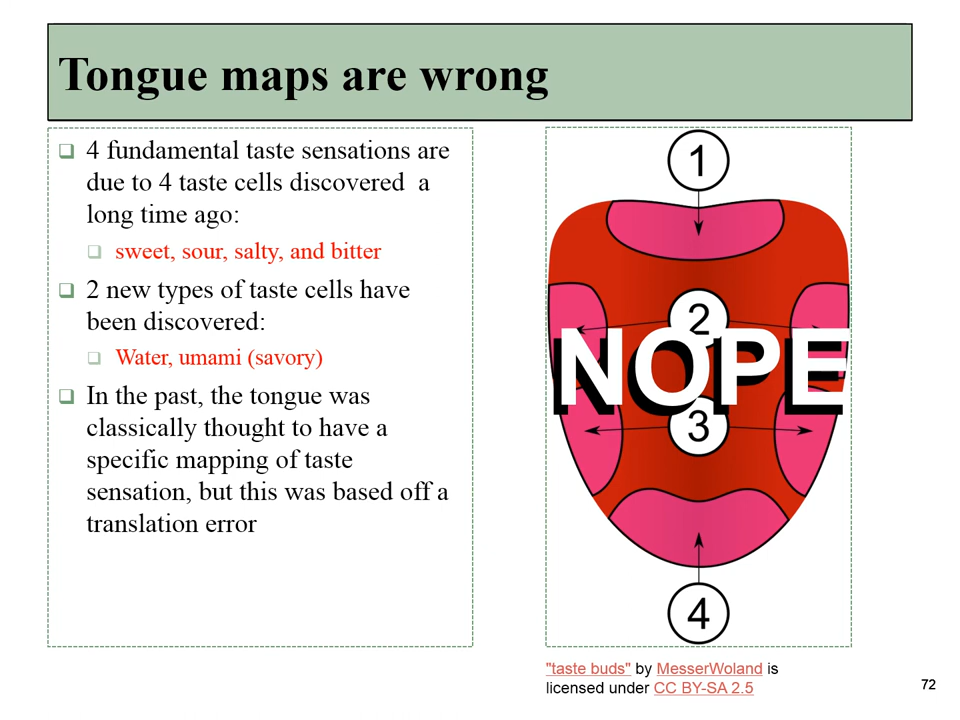 Tongue maps are wrong
4 fundamental taste sensations are
due to 4 taste cells discovered a
long time ago:
sweet, sour, salty, and bitter
2 new types of taste cells have
been discovered:
Water, umami (savory)
In the past, the tongue was
classically thought to have a
specific mapping of taste
sensation, but this was based off a
translation error
1
2
NOPE
3
4
"taste buds" by MesserWoland is
licensed under CC BY-SA 2.5
72